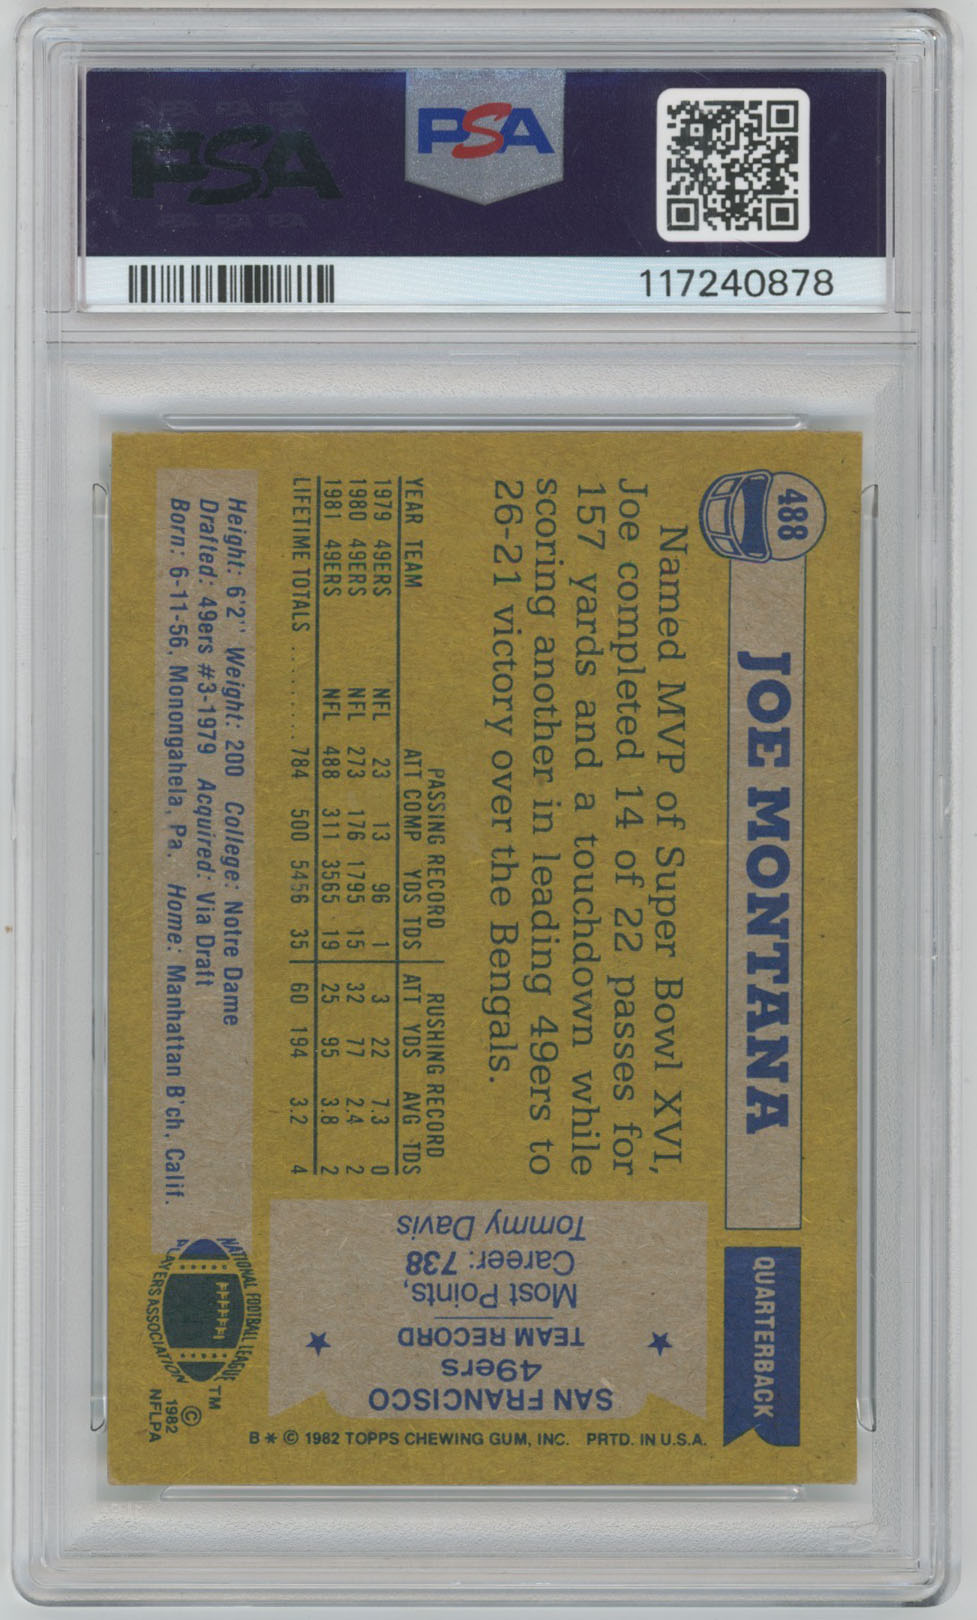 PSA
PSA
117240878
488
JOE MONTANA
QUARTERBACK
Named MVP of Super Bowl XVI,
Joe completed 14 of 22 passes for
157 yards and a touchdown while
scoring another in leading 49ers to
26-21 victory over the Bengals.
PASSING RECORD RUSHING RECORD
YEAR TEAM ATT COMP YDS TDS ATT YDS AVG TDS
1979 49ERS NFL 23 13 96 1 3 22 7.3 0
1980 49ERS NFL 273 176 1795 15 32 77 2.4 2
1981 49ERS NFL 488 311 3565 19 25 95 3.8 2
LIFETIME TOTALS ........ 784 500 5456 35 60 194 3.2 4
Height: 6'2" Weight: 200 College: Notre Dame
Drafted: 49ers #3-1979 Acquired: Via Draft
Born: 6-11-56, Monongahela, Pa. Home: Manhattan B'ch, Calif.
SAN FRANCISCO
49ers
TEAM RECORD
Most Points,
Career: 738
Tommy Davis
NATIONAL FOOTBALL LEAGUE
PLAYERS ASSOCIATION
TM
©
1982
NFLPA
B * © 1982 TOPPS CHEWING GUM, INC. PRTD. IN U.S.A.